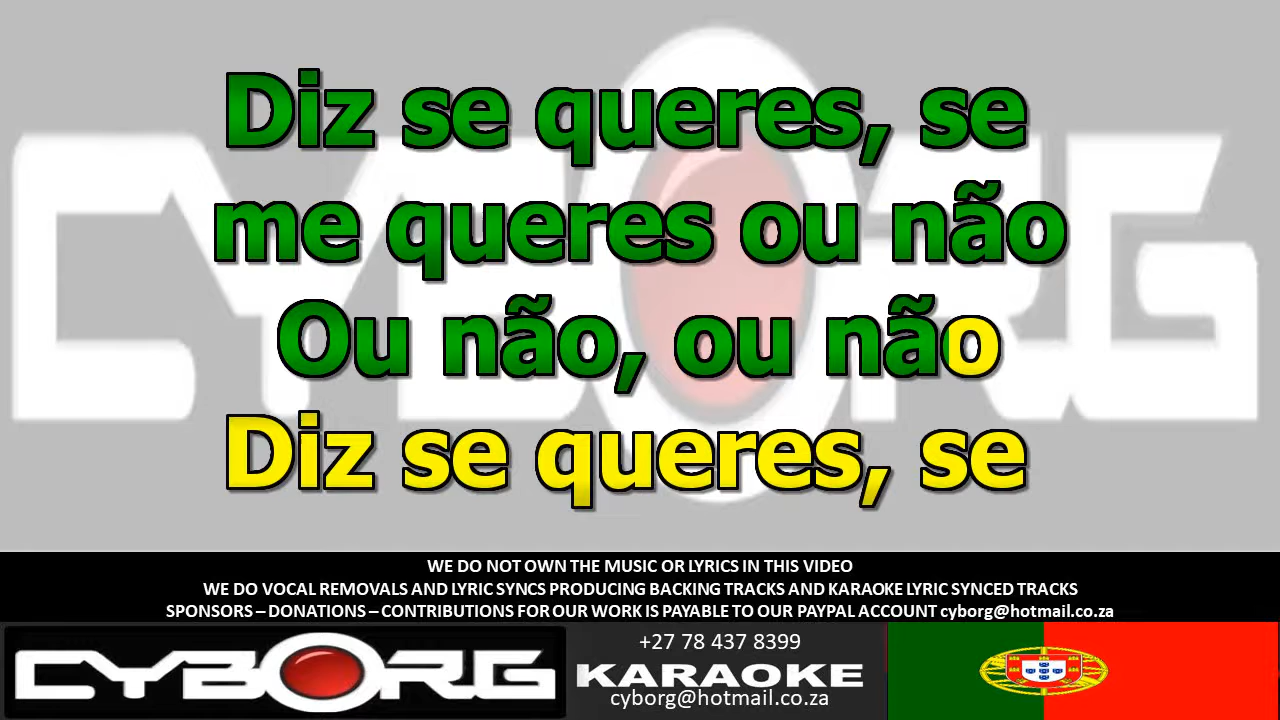 Diz se queres, se
me queres ou não
Ou não, ou não
Diz se queres, se
WE DO NOT OWN THE MUSIC OR LYRICS IN THIS VIDEO
WE DO VOCAL REMOVALS AND LYRIC SYNCS PRODUCING BACKING TRACKS AND KARAOKE LYRIC SYNCED TRACKS
SPONSORS – DONATIONS – CONTRIBUTIONS FOR OUR WORK IS PAYABLE TO OUR PAYPAL ACCOUNT cyborg@hotmail.co.za
CYBORG
+27 78 437 8399
KARAOKE
cyborg@hotmail.co.za